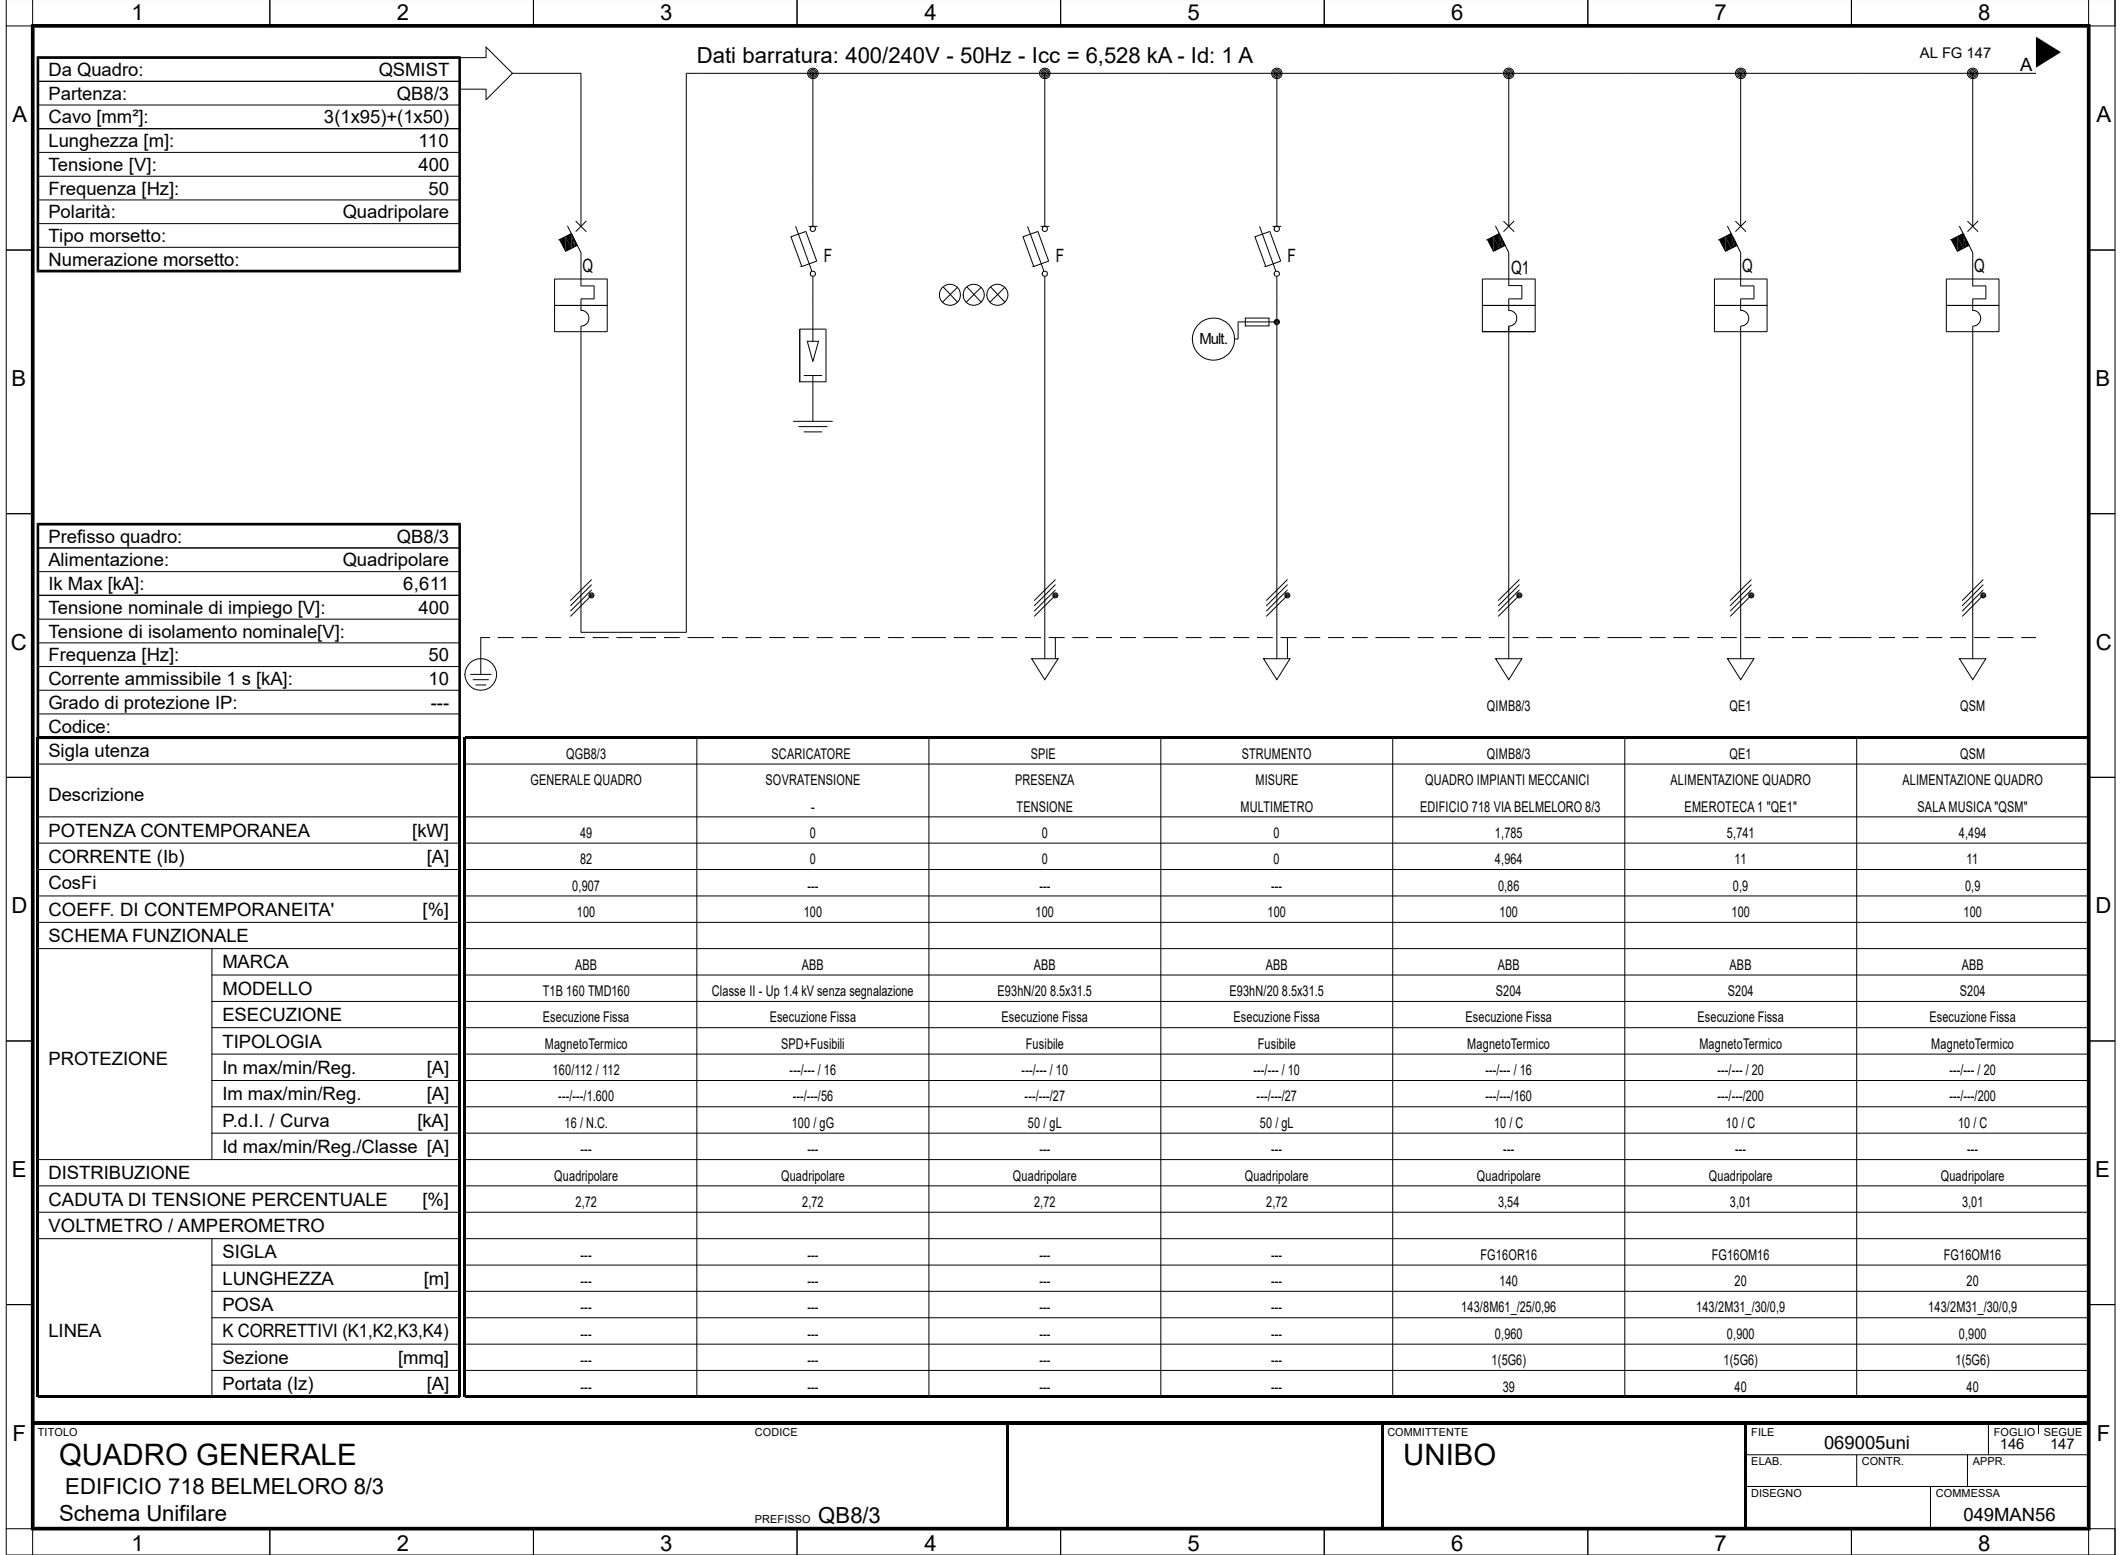 1 2 3 4 5 6 7 8
Dati barratura: 400/240V - 50Hz - Icc = 6,528 kA - Id: 1 A
AL FG 147
A
Da Quadro: QSMIST
Partenza: QB8/3
Cavo [mm²]: 3(1x95)+(1x50)
Lunghezza [m]: 110
Tensione [V]: 400
Frequenza [Hz]: 50
Polarità: Quadripolare
Tipo morsetto:
Numerazione morsetto:
A A
Q F F F Q1 Q Q
Mult.
B B
Prefisso quadro: QB8/3
Alimentazione: Quadripolare
Ik Max [kA]: 6,611
Tensione nominale di impiego [V]: 400
Tensione di isolamento nominale[V]:
Frequenza [Hz]: 50
Corrente ammissibile 1 s [kA]: 10
Grado di protezione IP: ---
Codice:
C C
QIMB8/3 QE1 QSM
Sigla utenza QGB8/3 SCARICATORE SPIE STRUMENTO QIMB8/3 QE1 QSM
Descrizione GENERALE QUADRO SOVRATENSIONE PRESENZA MISURE QUADRO IMPIANTI MECCANICI ALIMENTAZIONE QUADRO ALIMENTAZIONE QUADRO
- TENSIONE MULTIMETRO EDIFICIO 718 VIA BELMELORO 8/3 EMEROTECA 1 "QE1" SALA MUSICA "QSM"
POTENZA CONTEMPORANEA [kW] 49 0 0 0 1,785 5,741 4,494
CORRENTE (Ib) [A] 82 0 0 0 4,964 11 11
CosFi 0,907 --- --- --- 0,86 0,9 0,9
COEFF. DI CONTEMPORANEITA' [%] 100 100 100 100 100 100 100
D D
SCHEMA FUNZIONALE
PROTEZIONE
MARCA ABB ABB ABB ABB ABB ABB ABB
MODELLO T1B 160 TMD160 Classe II - Up 1.4 kV senza segnalazione E93hN/20 8.5x31.5 E93hN/20 8.5x31.5 S204 S204 S204
ESECUZIONE Esecuzione Fissa Esecuzione Fissa Esecuzione Fissa Esecuzione Fissa Esecuzione Fissa Esecuzione Fissa Esecuzione Fissa
TIPOLOGIA MagnetoTermico SPD+Fusibili Fusibile Fusibile MagnetoTermico MagnetoTermico MagnetoTermico
In max/min/Reg. [A] 160/112 / 112 ---/--- / 16 ---/--- / 10 ---/--- / 10 ---/--- / 16 ---/--- / 20 ---/--- / 20
Im max/min/Reg. [A] ---/---/1.600 ---/---/56 ---/---/27 ---/---/27 ---/---/160 ---/---/200 ---/---/200
P.d.I. / Curva [kA] 16 / N.C. 100 / gG 50 / gL 50 / gL 10 / C 10 / C 10 / C
Id max/min/Reg./Classe [A] --- --- --- --- --- --- ---
E E
DISTRIBUZIONE Quadripolare Quadripolare Quadripolare Quadripolare Quadripolare Quadripolare Quadripolare
CADUTA DI TENSIONE PERCENTUALE [%] 2,72 2,72 2,72 2,72 3,54 3,01 3,01
VOLTMETRO / AMPEROMETRO
LINEA
SIGLA --- --- --- --- FG16OR16 FG16OM16 FG16OM16
LUNGHEZZA [m] --- --- --- --- 140 20 20
POSA --- --- --- --- 143/8M61_/25/0,96 143/2M31_/30/0,9 143/2M31_/30/0,9
K CORRETTIVI (K1,K2,K3,K4) --- --- --- --- 0,960 0,900 0,900
Sezione [mmq] --- --- --- --- 1(5G6) 1(5G6) 1(5G6)
Portata (Iz) [A] --- --- --- --- 39 40 40
F F
TITOLO
QUADRO GENERALE
EDIFICIO 718 BELMELORO 8/3
Schema Unifilare
CODICE
PREFISSO QB8/3
COMMITTENTE
UNIBO
FILE 069005uni
FOGLIO 146
SEGUE 147
ELAB. CONTR. APPR.
DISEGNO
COMMESSA
049MAN56
1 2 3 4 5 6 7 8